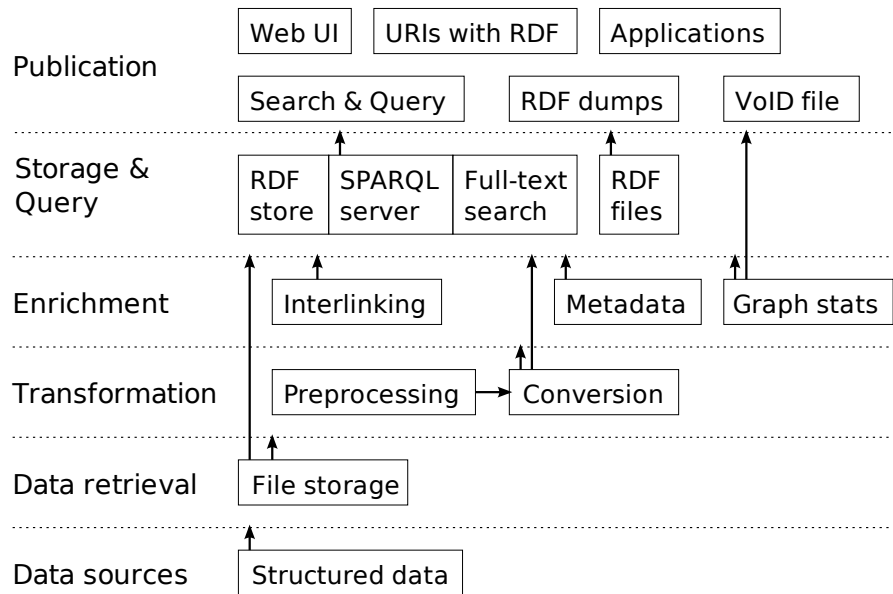 Web UI
URIs with RDF
Applications
Publication
Search & Query
RDF dumps
VoID file
Storage &
Query
RDF
store
SPARQL
server
Full-text
search
RDF
files
Enrichment
Interlinking
Metadata
Graph stats
Transformation
Preprocessing
Conversion
Data retrieval
File storage
Data sources
Structured data